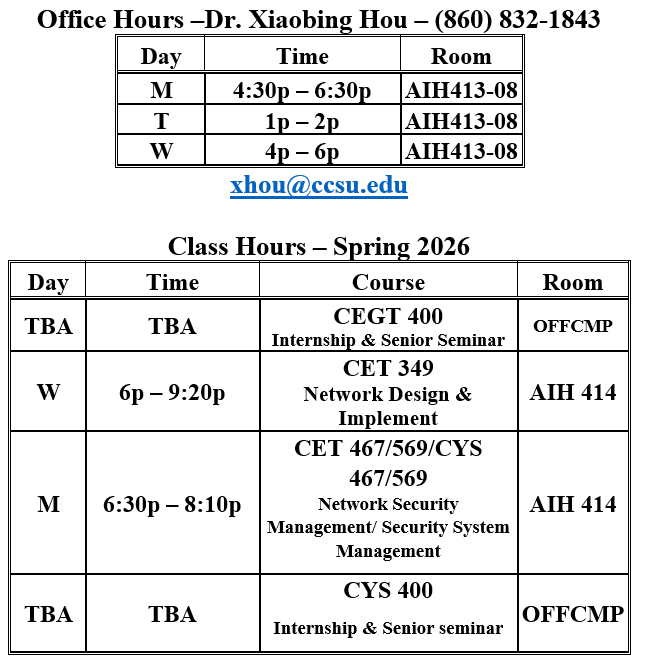 Office Hours –Dr. Xiaobing Hou – (860) 832-1843
Day Time Room
M 4:30p – 6:30p AIH413-08
T 1p – 2p AIH413-08
W 4p – 6p AIH413-08
xhou@ccsu.edu
Class Hours – Spring 2026
Day Time Course Room
TBA TBA CEGT 400 OFFCMP
Internship & Senior Seminar
W 6p – 9:20p CET 349 AIH 414
Network Design &
Implement
M 6:30p – 8:10p CET 467/569/CYS AIH 414
467/569
Network Security
Management/ Security System
Management
TBA TBA CYS 400 OFFCMP
Internship & Senior seminar